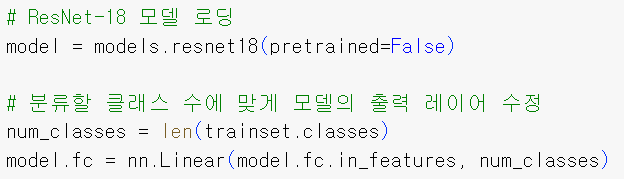 # ResNet-18 모델 로딩
model = models.resnet18(pretrained=False)
# 분류할 클래스 수에 맞게 모델의 출력 레이어 수정
num_classes = len(trainset.classes)
model.fc = nn.Linear(model.fc.in_features, num_classes)